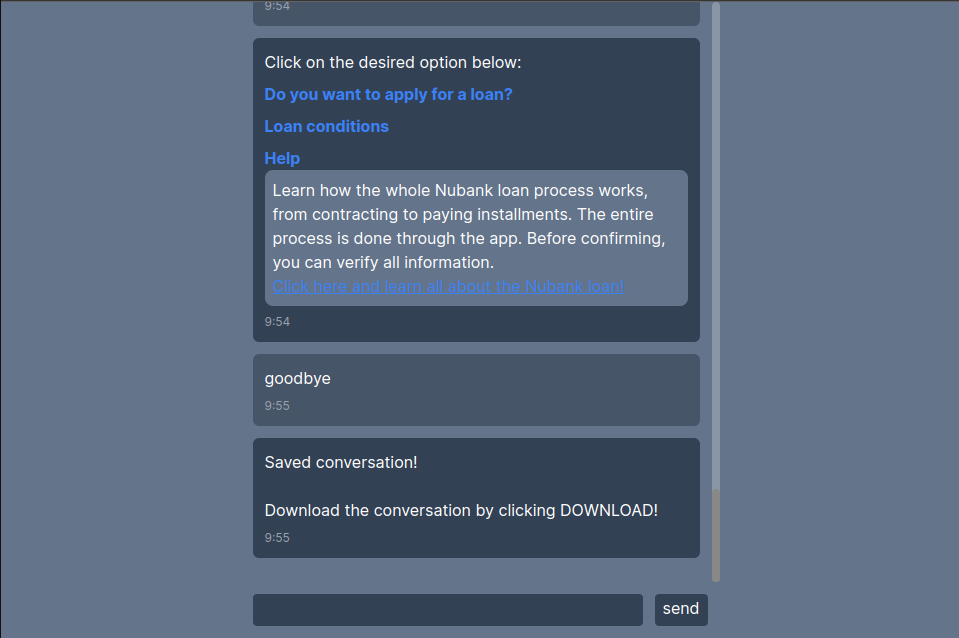 9:54
Click on the desired option below:
Do you want to apply for a loan?
Loan conditions
Help
Learn how the whole Nubank loan process works,
from contracting to paying installments. The entire
process is done through the app. Before confirming,
you can verify all information.
Click here and learn all about the Nubank loan!
9:54
goodbye
9:55
Saved conversation!
Download the conversation by clicking DOWNLOAD!
9:55
send